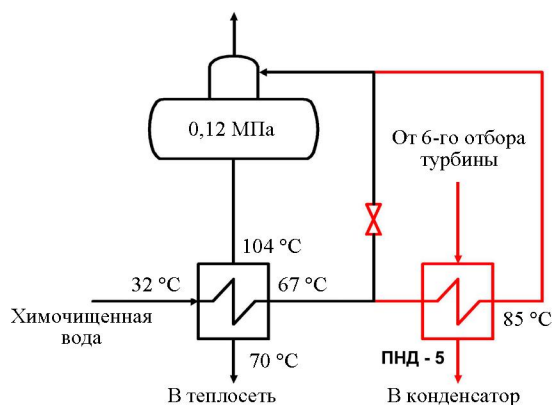 0,12 МПа
От 6-го отбора
турбины
104 °С
32 °С
67 °С
Химочищенная
вода
85 °С
70 °С
ПНД - 5
В теплосеть
В конденсатор